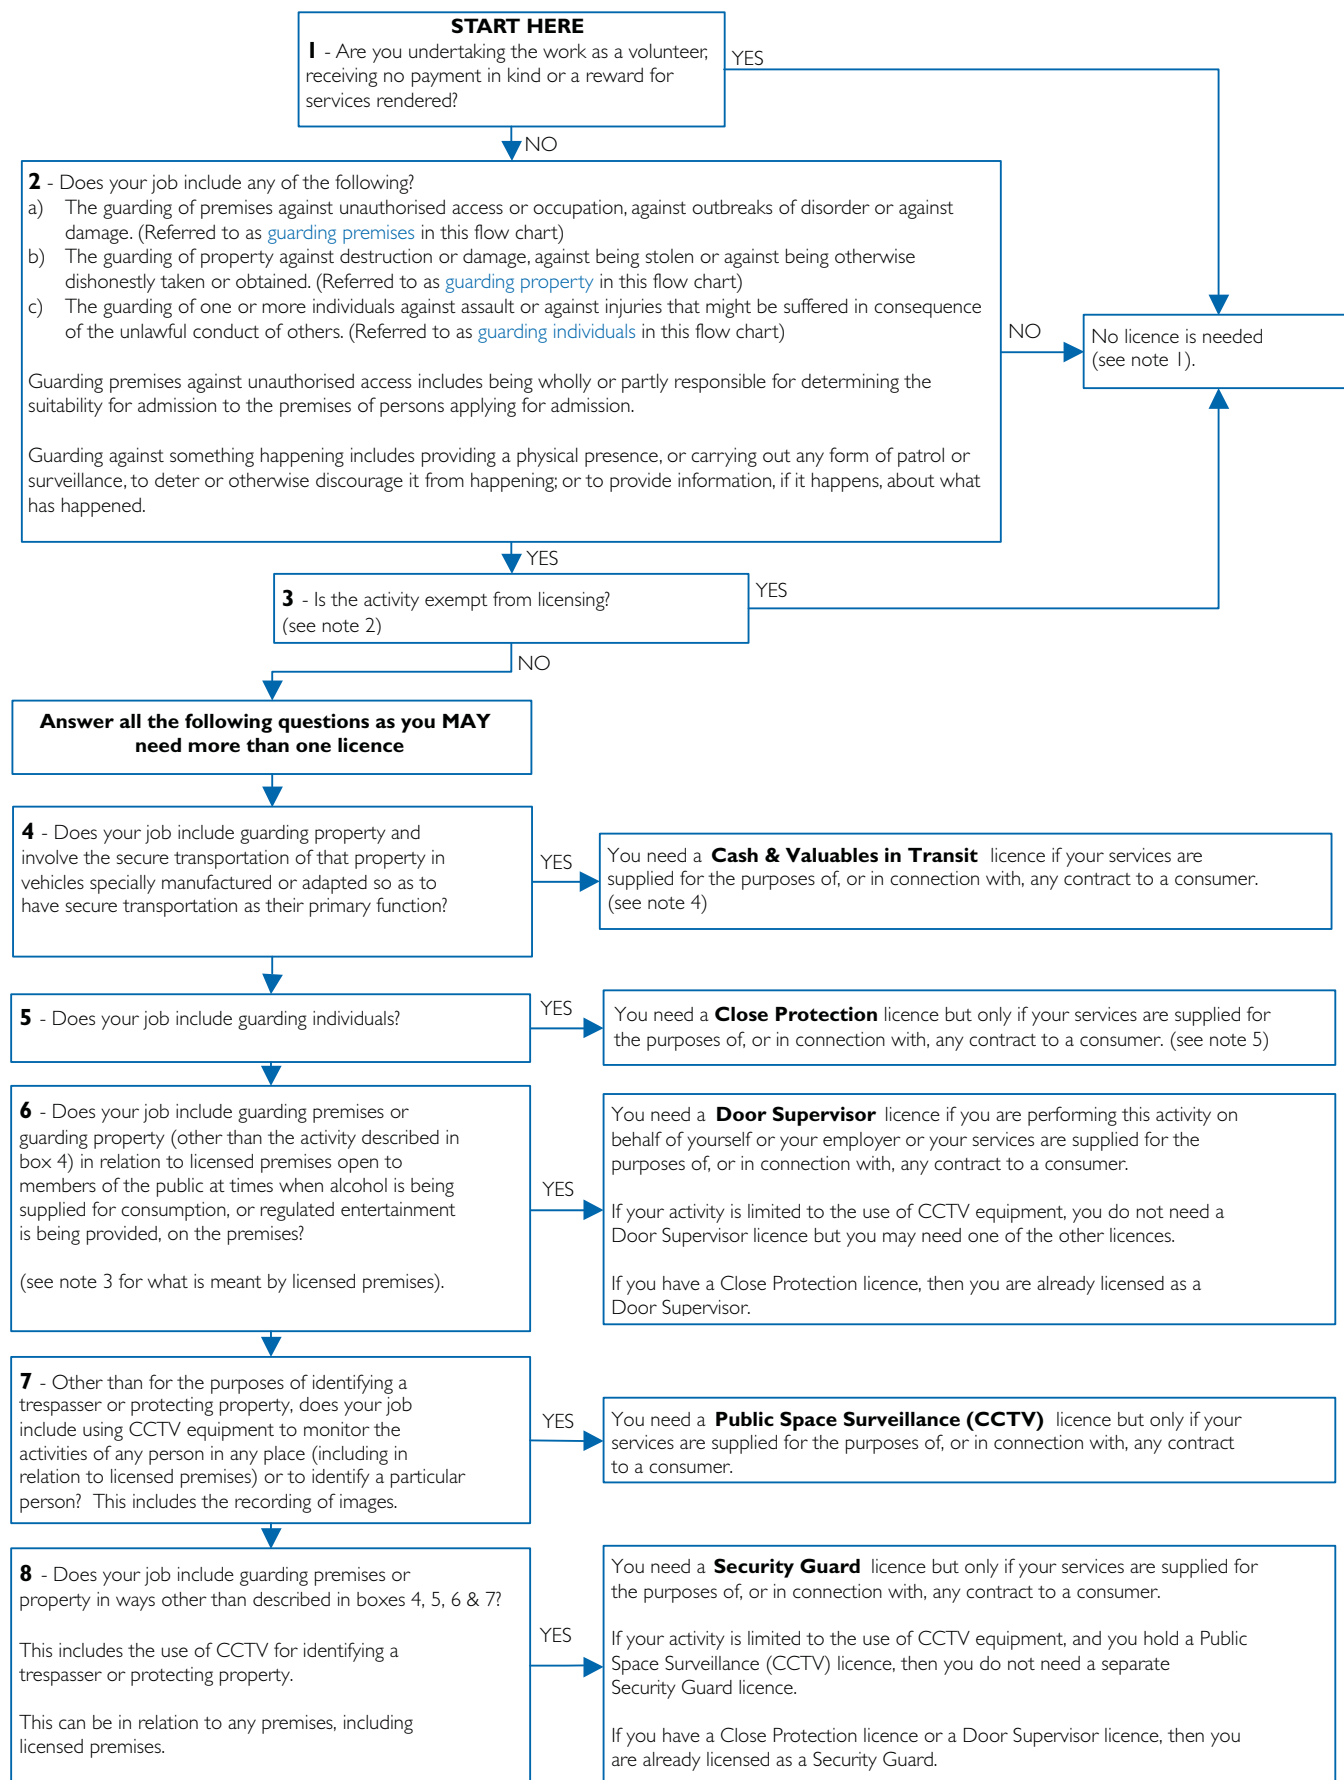 START HERE
1 - Are you undertaking the work as a volunteer,
receiving no payment in kind or a reward for
services rendered?
YES
NO
2 - Does your job include any of the following?
a) The guarding of premises against unauthorised access or occupation, against outbreaks of disorder or against
damage. (Referred to as guarding premises in this flow chart)
b) The guarding of property against destruction or damage, against being stolen or against being otherwise
dishonestly taken or obtained. (Referred to as guarding property in this flow chart)
c) The guarding of one or more individuals against assault or against injuries that might be suffered in consequence
of the unlawful conduct of others. (Referred to as guarding individuals in this flow chart)
Guarding premises against unauthorised access includes being wholly or partly responsible for determining the
suitability for admission to the premises of persons applying for admission.
Guarding against something happening includes providing a physical presence, or carrying out any form of patrol or
surveillance, to deter or otherwise discourage it from happening; or to provide information, if it happens, about what
has happened.
NO
No licence is needed
(see note 1).
YES
3 - Is the activity exempt from licensing?
(see note 2)
YES
NO
Answer all the following questions as you MAY
need more than one licence
4 - Does your job include guarding property and
involve the secure transportation of that property in
vehicles specially manufactured or adapted so as to
have secure transportation as their primary function?
YES
You need a Cash & Valuables in Transit licence if your services are
supplied for the purposes of, or in connection with, any contract to a consumer.
(see note 4)
5 - Does your job include guarding individuals?
YES
You need a Close Protection licence but only if your services are supplied for
the purposes of, or in connection with, any contract to a consumer. (see note 5)
6 - Does your job include guarding premises or
guarding property (other than the activity described in
box 4) in relation to licensed premises open to
members of the public at times when alcohol is being
supplied for consumption, or regulated entertainment
is being provided, on the premises?
(see note 3 for what is meant by licensed premises).
YES
You need a Door Supervisor licence if you are performing this activity on
behalf of yourself or your employer or your services are supplied for the
purposes of, or in connection with, any contract to a consumer.
If your activity is limited to the use of CCTV equipment, you do not need a
Door Supervisor licence but you may need one of the other licences.
If you have a Close Protection licence, then you are already licensed as a
Door Supervisor.
7 - Other than for the purposes of identifying a
trespasser or protecting property, does your job
include using CCTV equipment to monitor the
activities of any person in any place (including in
relation to licensed premises) or to identify a particular
person? This includes the recording of images.
YES
You need a Public Space Surveillance (CCTV) licence but only if your
services are supplied for the purposes of, or in connection with, any contract
to a consumer.
8 - Does your job include guarding premises or
property in ways other than described in boxes 4, 5, 6 & 7?
This includes the use of CCTV for identifying a
trespasser or protecting property.
This can be in relation to any premises, including
licensed premises.
YES
You need a Security Guard licence but only if your services are supplied for
the purposes of, or in connection with, any contract to a consumer.
If your activity is limited to the use of CCTV equipment, and you hold a Public
Space Surveillance (CCTV) licence, then you do not need a separate
Security Guard licence.
If you have a Close Protection licence or a Door Supervisor licence, then you
are already licensed as a Security Guard.